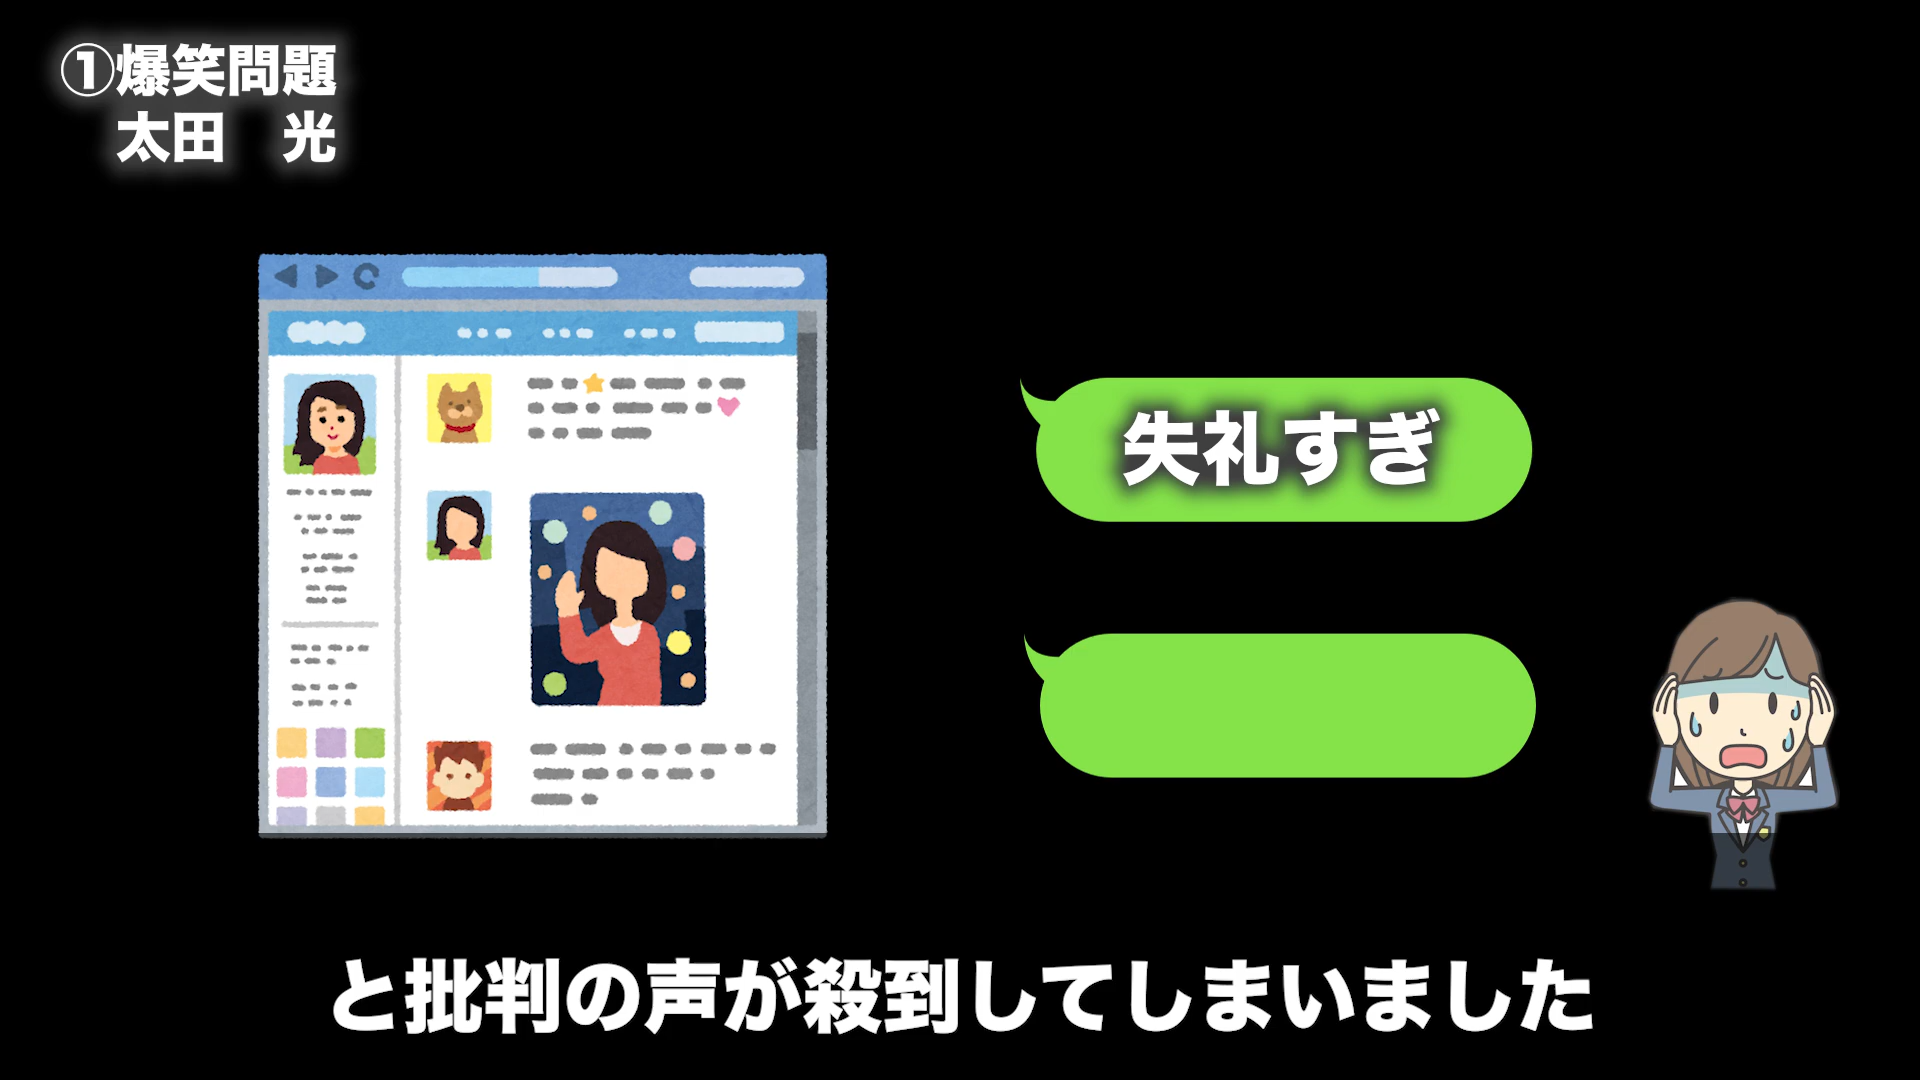 ①爆笑問題
太田　光
失礼すぎ
と批判の声が殺到してしまいました